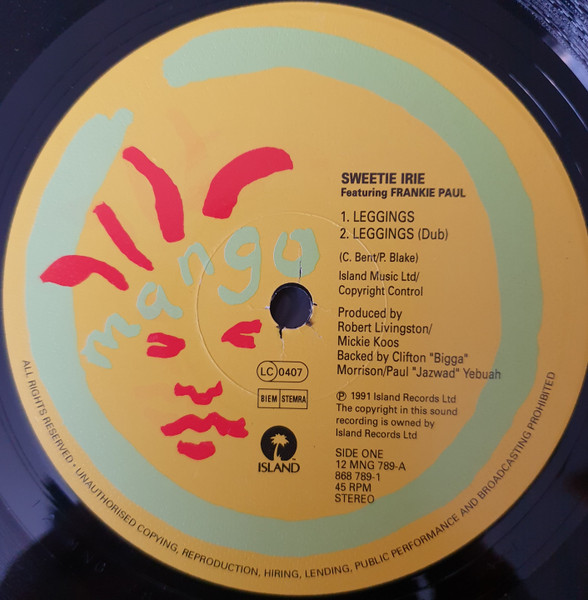 mango
SWEETIE IRIE
Featuring FRANKIE PAUL
1. LEGGINGS
2. LEGGINGS (Dub)
(C. Bent/P. Blake)
Island Music Ltd/
Copyright Control
Produced by
Robert Livingston/
Mickie Koos
Backed by Clifton "Bigga"
Morrison/Paul "Jazwad" Yebuah
LC 0407
BIEM STEMRA
ISLAND
℗ 1991 Island Records Ltd
The copyright in this sound
recording is owned by
Island Records Ltd
SIDE ONE
12 MNG 789-A
868 789-1
45 RPM
STEREO
ALL RIGHTS RESERVED • UNAUTHORISED COPYING, REPRODUCTION, HIRING, LENDING, PUBLIC PERFORMANCE AND BROADCASTING PROHIBITED